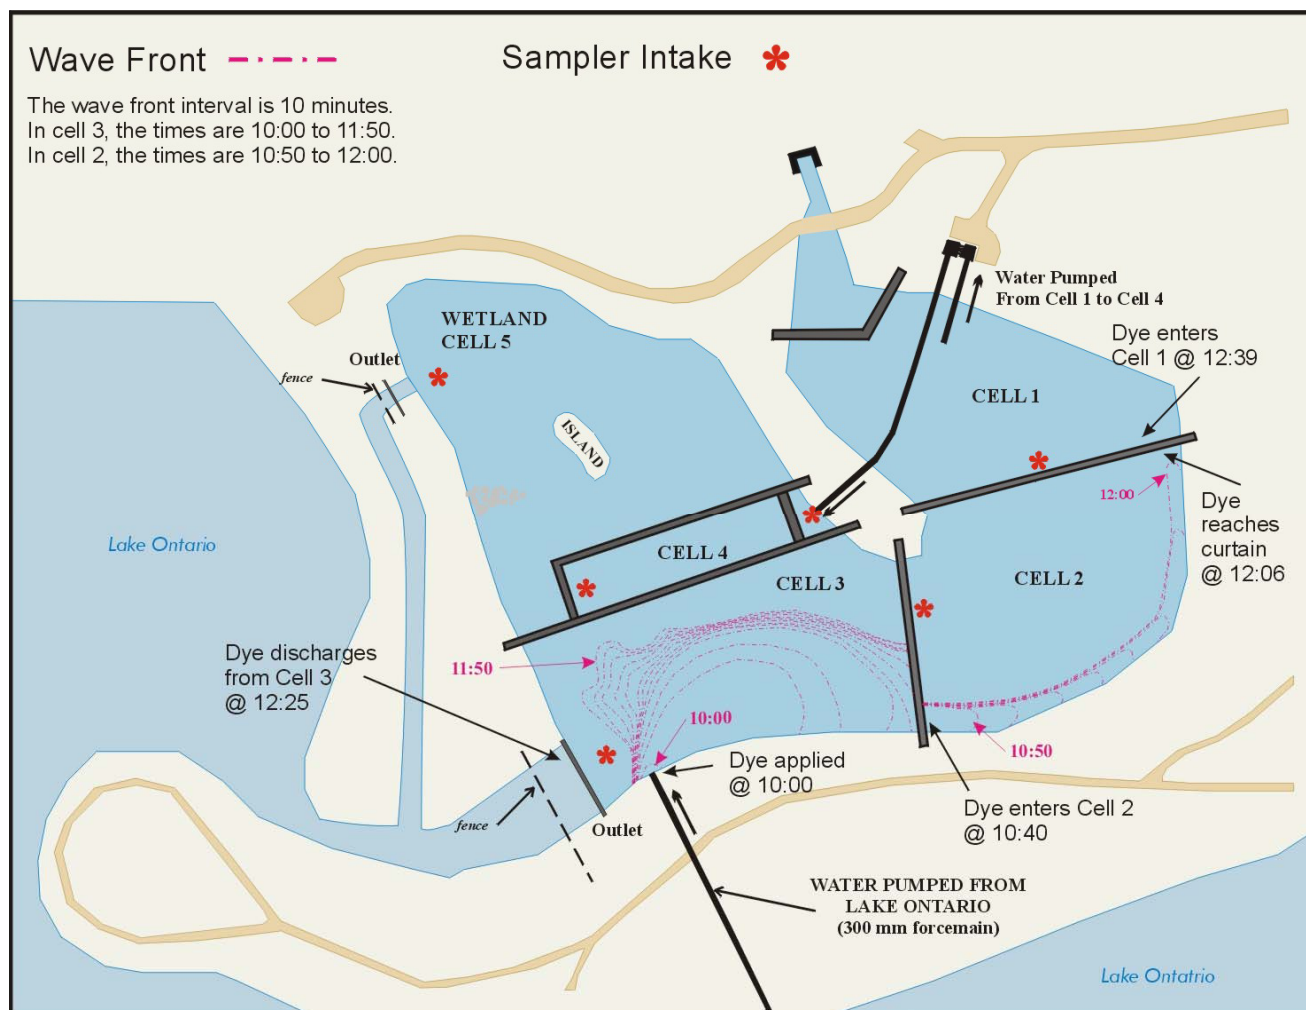 Wave Front
Sampler Intake
The wave front interval is 10 minutes.
In cell 3, the times are 10:00 to 11:50.
In cell 2, the times are 10:50 to 12:00.
Water Pumped
From Cell 1 to Cell 4
WETLAND
CELL 5
Outlet
fence
Dye enters
Cell 1 @ 12:39
CELL 1
ISLAND
12:00
Dye
reaches
curtain
@ 12:06
Lake Ontario
CELL 4
CELL 3
CELL 2
Dye discharges
from Cell 3
@ 12:25
11:50
10:00
10:50
Dye applied
@ 10:00
Dye enters Cell 2
@ 10:40
fence
Outlet
WATER PUMPED FROM
LAKE ONTARIO
(300 mm forcemain)
Lake Ontatrio